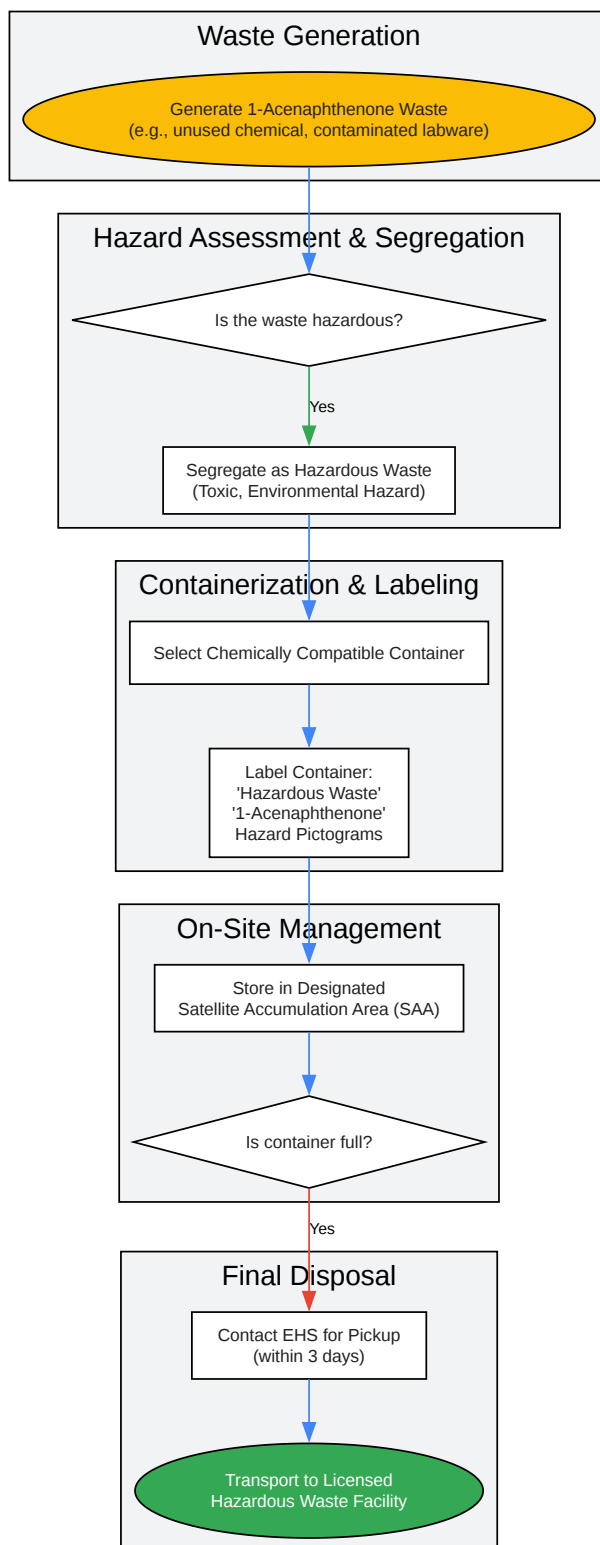 Waste Generation
Generate 1-Acenaphthenone Waste
(e.g., unused chemical, contaminated labware)
Hazard Assessment & Segregation
Is the waste hazardous?
Yes
Segregate as Hazardous Waste
(Toxic, Environmental Hazard)
Containerization & Labeling
Select Chemically Compatible Container
Label Container:
'Hazardous Waste'
'1-Acenaphthenone'
Hazard Pictograms
On-Site Management
Store in Designated
Satellite Accumulation Area (SAA)
Is container full?
Yes
Final Disposal
Contact EHS for Pickup
(within 3 days)
Transport to Licensed
Hazardous Waste Facility